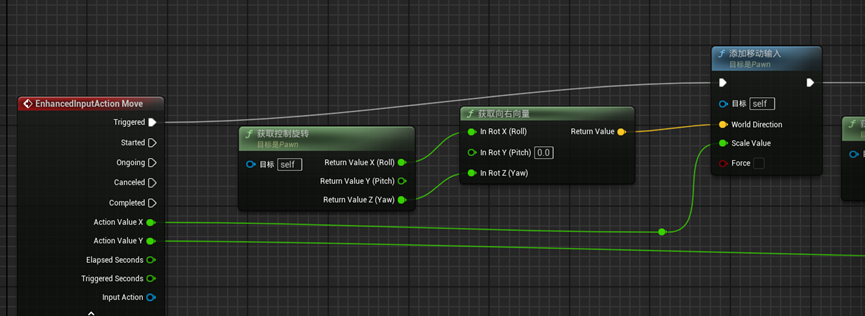 添加移动输入
目标是Pawn
目标 self
World Direction
Scale Value
Force
EnhancedInputAction Move
Triggered
Started
Ongoing
Canceled
Completed
Action Value X
Action Value Y
Elapsed Seconds
Triggered Seconds
Input Action
获取控制旋转
目标是Pawn
目标 self
Return Value X (Roll)
Return Value Y (Pitch)
Return Value Z (Yaw)
获取向右向量
In Rot X (Roll)
Return Value
In Rot Y (Pitch) 0.0
In Rot Z (Yaw)